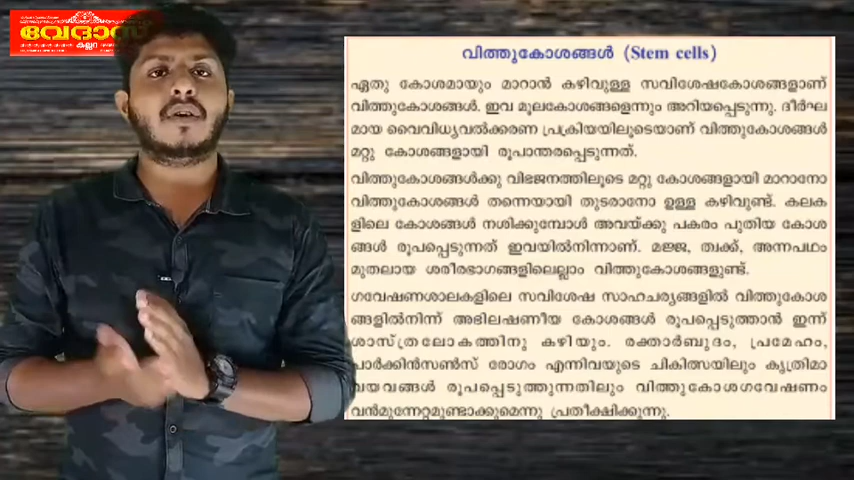 വേദാസ്
കല്ലറ
വിത്തുകോശങ്ങൾ (Stem cells)
ഏതു കോശമായും മാറാൻ കഴിവുള്ള സവിശേഷകോശങ്ങളാണ്
വിത്തുകോശങ്ങൾ. ഇവ മൂലകോശങ്ങളെന്നും അറിയപ്പെടുന്നു. ദീർഘ
മായ വൈവിധ്യവൽക്കരണ പ്രക്രിയയിലൂടെയാണ് വിത്തുകോശങ്ങൾ
മറ്റു കോശങ്ങളായി രൂപാന്തരപ്പെടുന്നത്.
വിത്തുകോശങ്ങൾക്കു വിഭജനത്തിലൂടെ മറ്റു കോശങ്ങളായി മാറാനോ
വിത്തുകോശങ്ങൾ തന്നെയായി തുടരാനോ ഉള്ള കഴിവുണ്ട്. കലക
ളിലെ കോശങ്ങൾ നശിക്കുമ്പോൾ അവയ്ക്കു പകരം പുതിയ കോശ
ങ്ങൾ രൂപപ്പെടുന്നത് ഇവയിൽനിന്നാണ്. മജ്ജ, ത്വക്ക്, അന്നപഥം
മുതലായ ശരീരഭാഗങ്ങളിലെല്ലാം വിത്തുകോശങ്ങളുണ്ട്.
ഗവേഷണശാലകളിലെ സവിശേഷ സാഹചര്യങ്ങളിൽ വിത്തുകോശ
ങ്ങളിൽനിന്ന് അഭിലഷണീയ കോശങ്ങൾ രൂപപ്പെടുത്താൻ ഇന്ന്
ശാസ്ത്രലോകത്തിനു കഴിയും. രക്താർബുദം, പ്രമേഹം,
പാർക്കിൻസൺസ് രോഗം എന്നിവയുടെ ചികിത്സയിലും കൃത്രിമാ
വയവങ്ങൾ രൂപപ്പെടുത്തുന്നതിലും വിത്തുകോശഗവേഷണം
വൻമുന്നേറ്റമുണ്ടാക്കുമെന്നു പ്രതീക്ഷിക്കുന്നു.